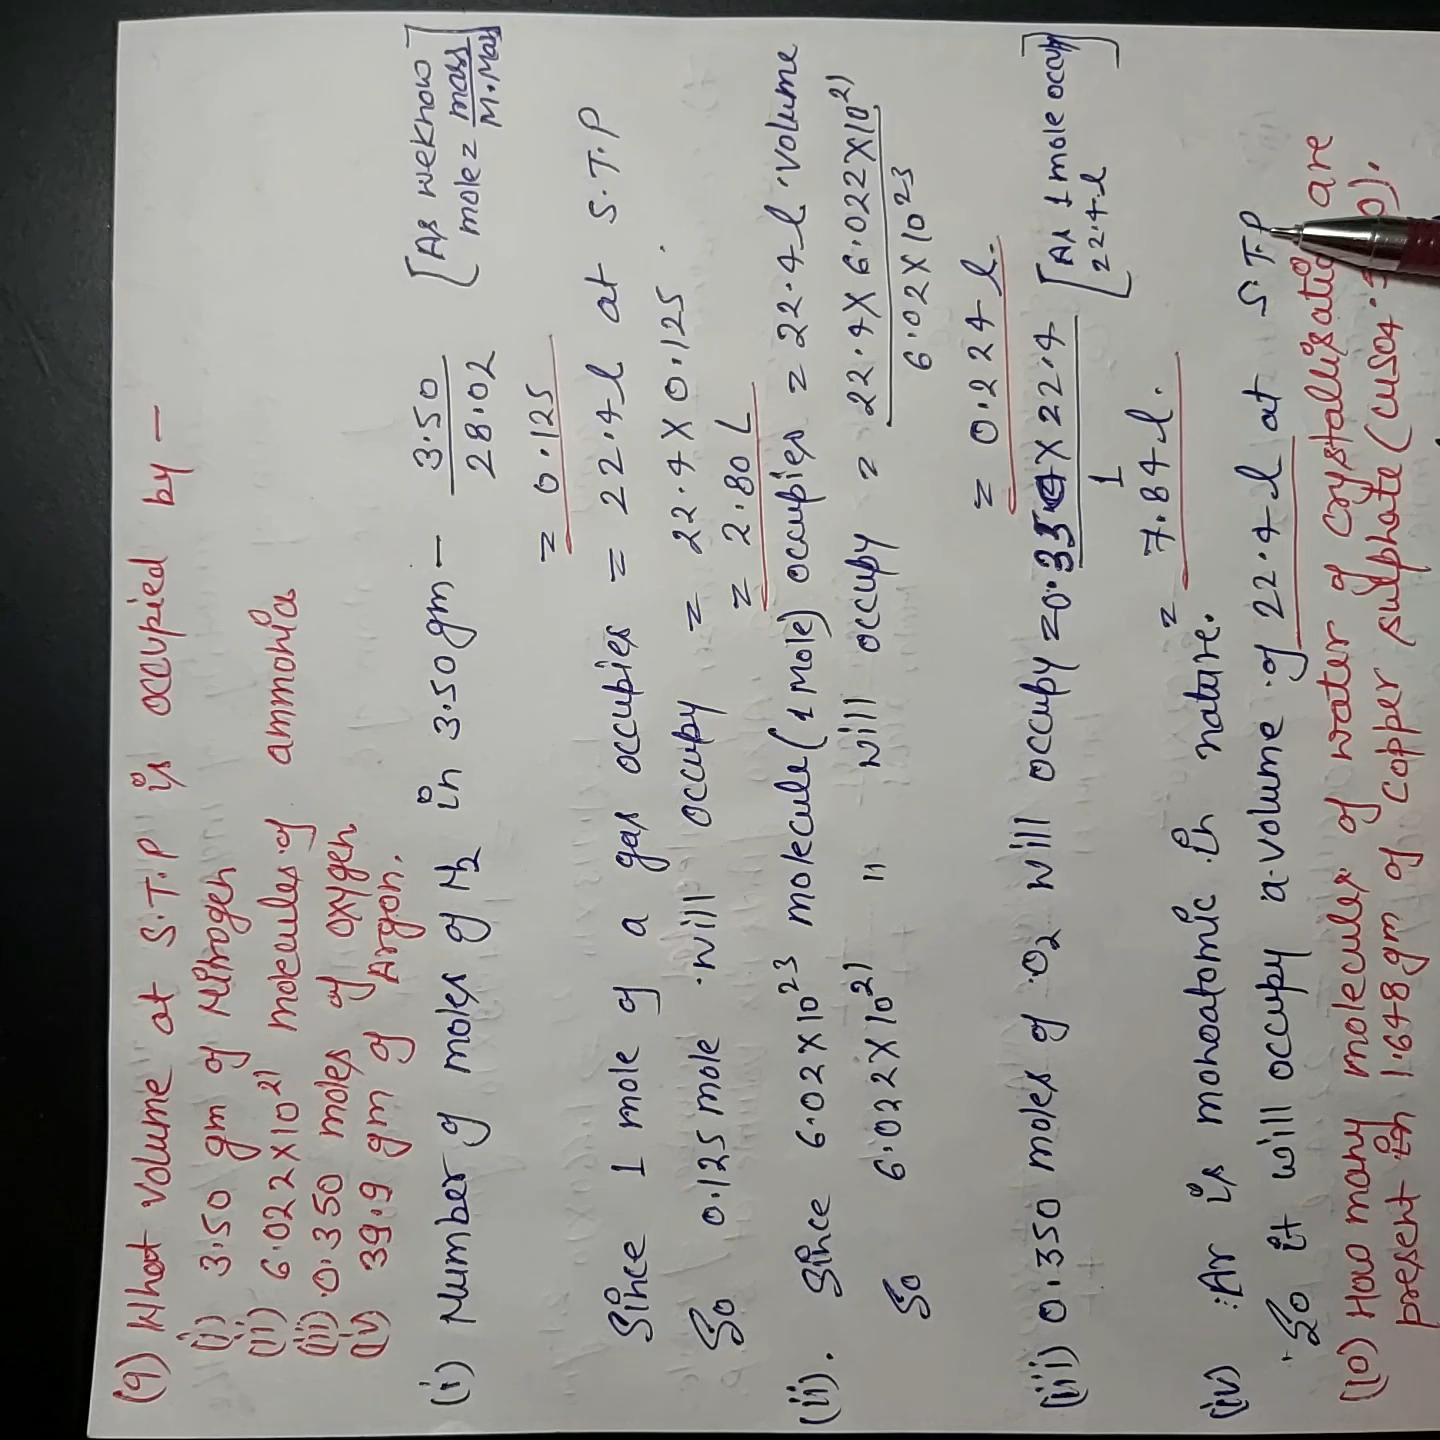 (9) What volume at S.T.P is occupied by —
(i) 3.50 gm of Nitrogen
(ii) 6.022 X 10²¹ molecules of ammonia
(iii) 0.350 moles of oxygen
(iv) 39.9 gm of Argon.
(i) Number of moles of N₂ in 3.50 gm — 3.50 / 28.02 [As we know mole = mass / M.Mass]
= 0.125
Since 1 mole of a gas occupies = 22.4 l at S.T.P
So 0.125 mole will occupy = 22.4 X 0.125.
= 2.80 L
(ii). Since 6.02 X 10²³ molecule (1 Mole) occupies = 22.4 l volume
So 6.022 X 10²¹ " will occupy = 22.4 X 6.022 X 10²¹ / 6.02 X 10²³
= 0.224 l.
(iii) 0.350 moles of O₂ will occupy = 0.35 X 22.4 / 1 [As 1 mole occupy 22.4 l]
= 7.84 l.
(iv) Ar is monoatomic in nature.
So it will occupy a volume of 22.4 l at S.T.P
(10) How many molecules of water of crystallisation are
present in 1.648 gm of copper sulphate (CuSO4.